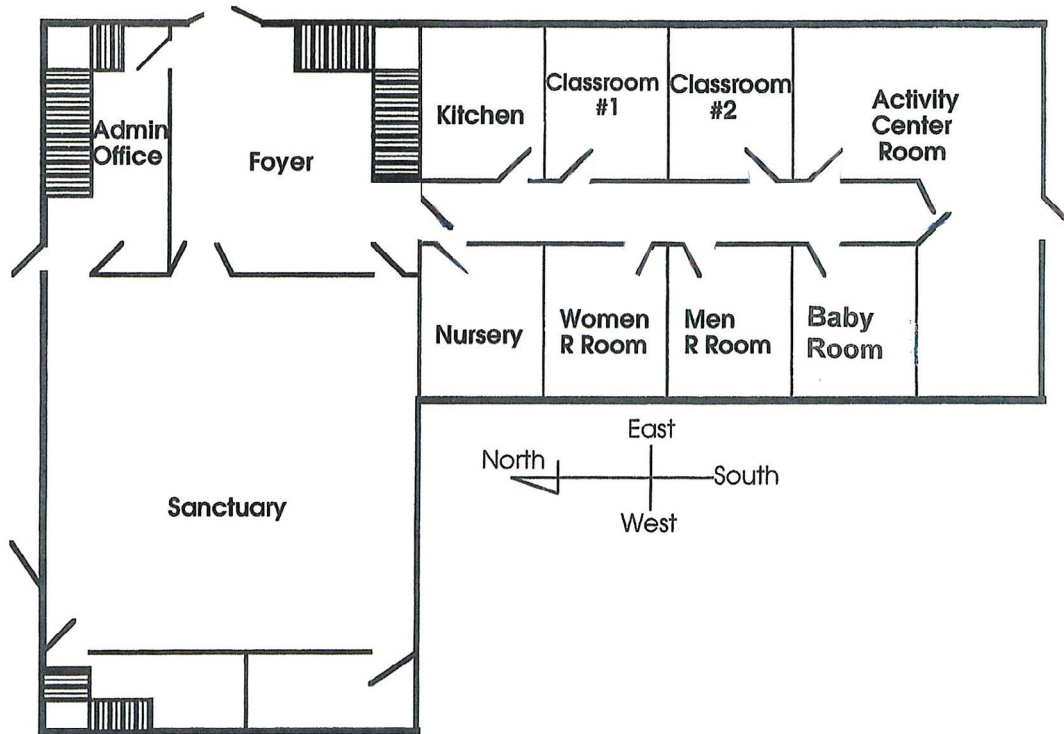 Admin
Office
Foyer
Kitchen
Classroom
#1
Classroom
#2
Activity
Center
Room
Nursery
Women
R Room
Men
R Room
Baby
Room
East
North
South
West
Sanctuary